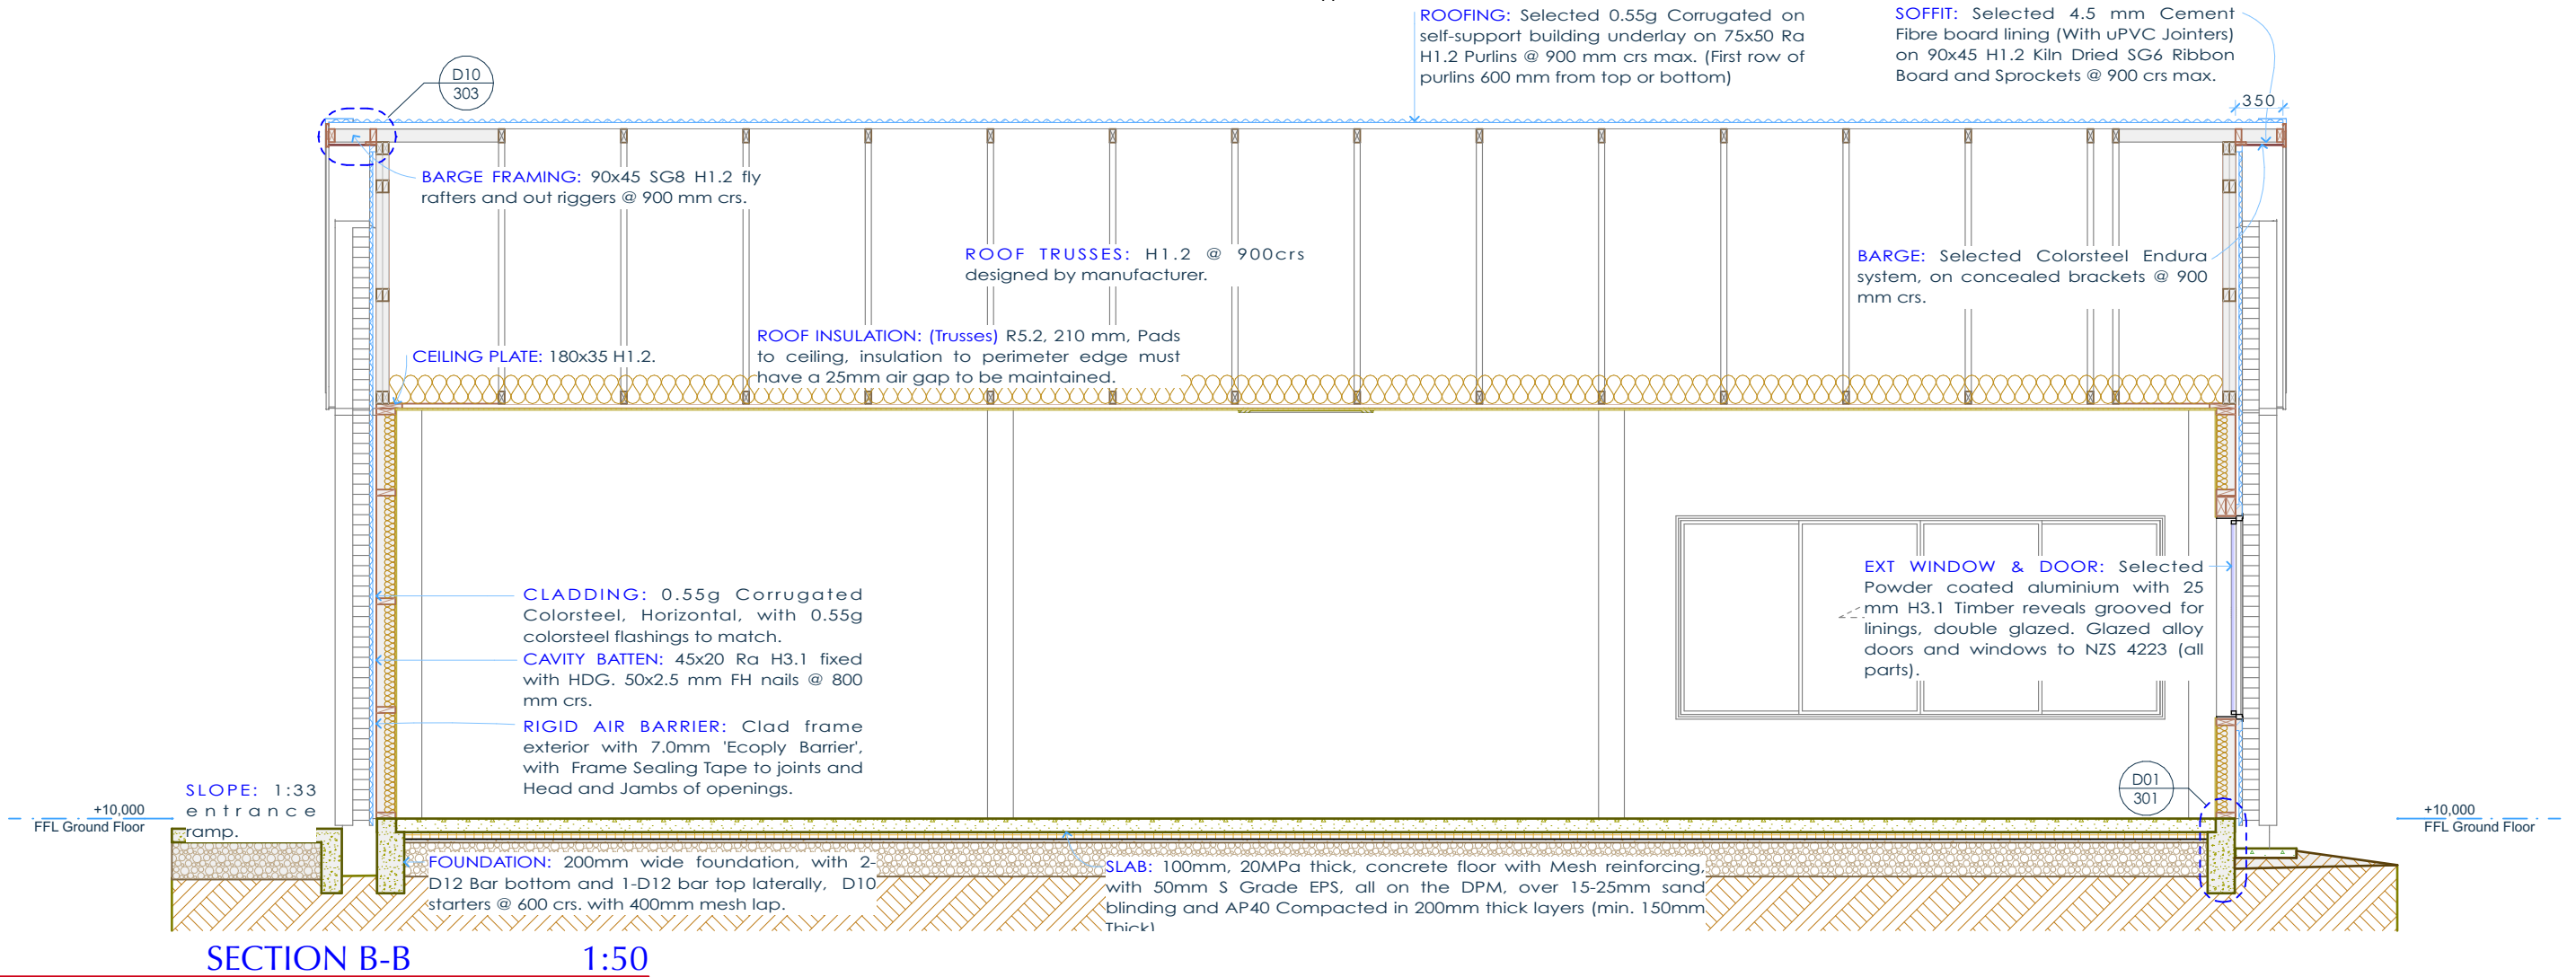 ROOFING: Selected 0.55g Corrugated on
self-support building underlay on 75x50 Ra
H1.2 Purlins @ 900 mm crs max. (First row of
purlins 600 mm from top or bottom)
SOFFIT: Selected 4.5 mm Cement
Fibre board lining (With uPVC Jointers)
on 90x45 H1.2 Kiln Dried SG6 Ribbon
Board and Sprockets @ 900 crs max.
350
D10
303
BARGE FRAMING: 90x45 SG8 H1.2 fly
rafters and out riggers @ 900 mm crs.
ROOF TRUSSES: H1.2 @ 900crs
designed by manufacturer.
BARGE: Selected Colorsteel Endura
system, on concealed brackets @ 900
mm crs.
CEILING PLATE: 180x35 H1.2.
ROOF INSULATION: (Trusses) R5.2, 210 mm, Pads
to ceiling, insulation to perimeter edge must
have a 25mm air gap to be maintained.
CLADDING: 0.55g Corrugated
Colorsteel, Horizontal, with 0.55g
colorsteel flashings to match.
CAVITY BATTEN: 45x20 Ra H3.1 fixed
with HDG. 50x2.5 mm FH nails @ 800
mm crs.
RIGID AIR BARRIER: Clad frame
exterior with 7.0mm 'Ecoply Barrier',
with Frame Sealing Tape to joints and
Head and Jambs of openings.
EXT WINDOW & DOOR: Selected
Powder coated aluminium with 25
mm H3.1 Timber reveals grooved for
linings, double glazed. Glazed alloy
doors and windows to NZS 4223 (all
parts).
D01
301
SLOPE: 1:33
entrance
ramp.
+10,000
FFL Ground Floor
+10,000
FFL Ground Floor
FOUNDATION: 200mm wide foundation, with 2-
D12 Bar bottom and 1-D12 bar top laterally, D10
starters @ 600 crs. with 400mm mesh lap.
SLAB: 100mm, 20MPa thick, concrete floor with Mesh reinforcing,
with 50mm S Grade EPS, all on the DPM, over 15-25mm sand
blinding and AP40 Compacted in 200mm thick layers (min. 150mm
Thick)
SECTION B-B 1:50